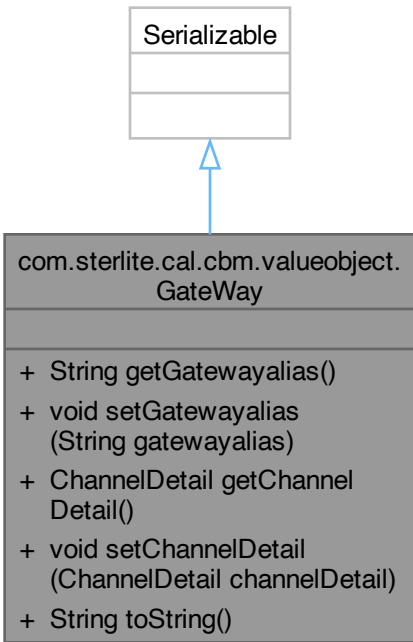 Serializable
com.sterlite.cal.cbm.valueobject.
GateWay
+ String getGatewayalias()
+ void setGatewayalias
(String gatewayalias)
+ ChannelDetail getChannel
Detail()
+ void setChannelDetail
(ChannelDetail channelDetail)
+ String toString()